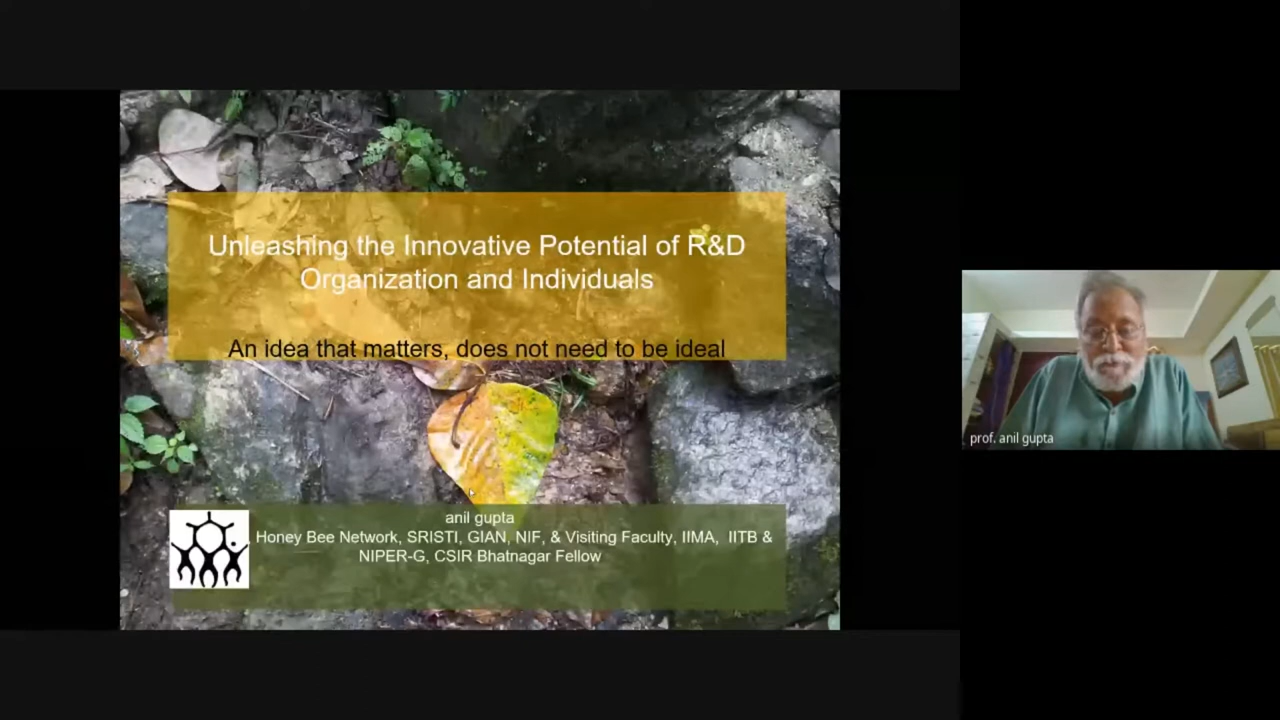 Unleashing the Innovative Potential of R&D
Organization and Individuals
An idea that matters, does not need to be ideal
anil gupta
Honey Bee Network, SRISTI, GIAN, NIF, & Visiting Faculty, IIMA, IITB &
NIPER-G, CSIR Bhatnagar Fellow
prof. anil gupta